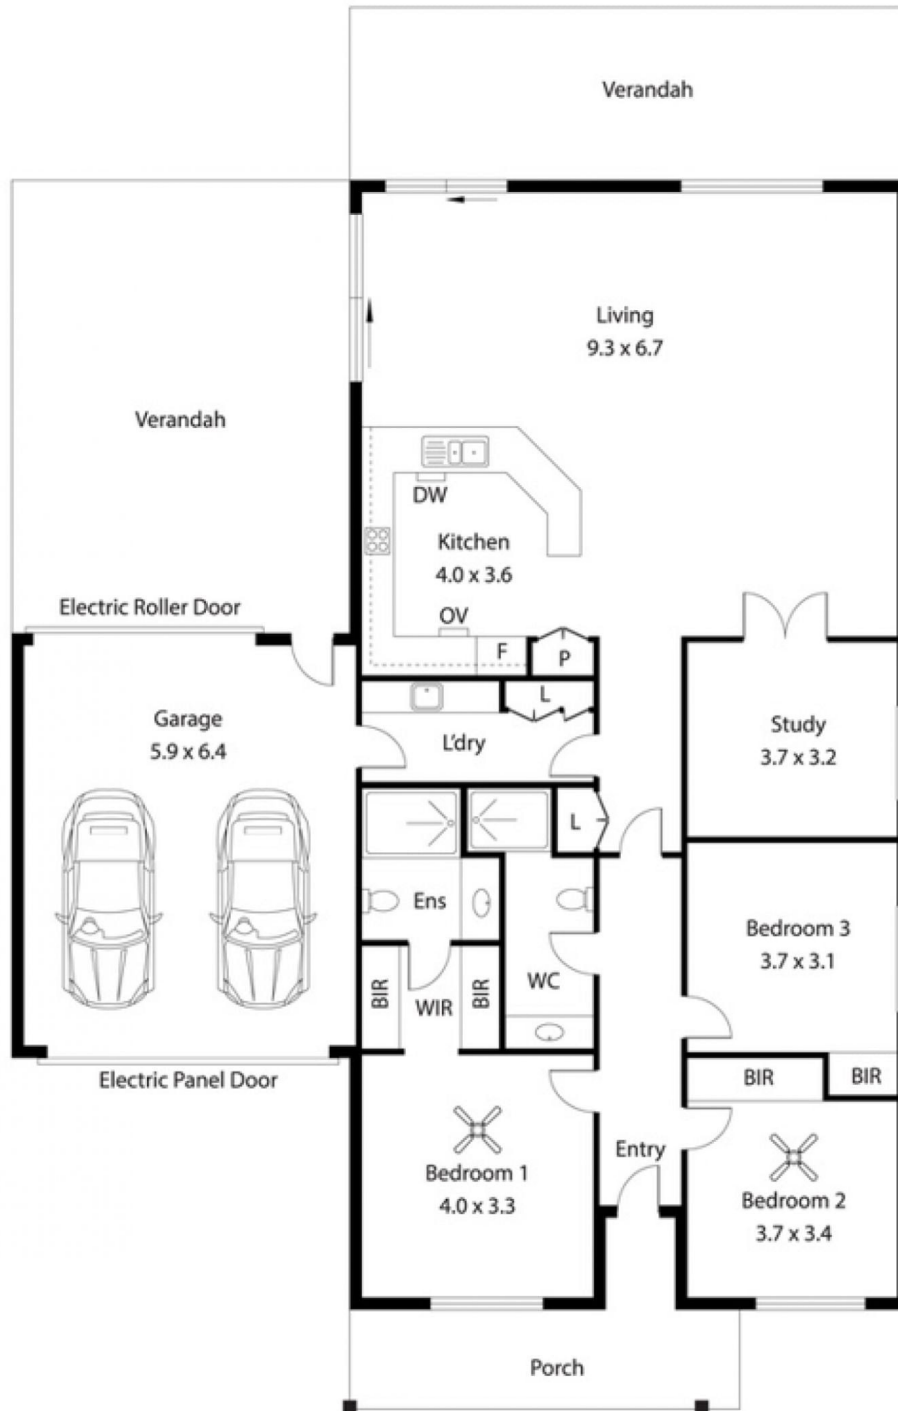 Verandah
Living
9.3 x 6.7
Verandah
DW
Kitchen
4.0 x 3.6
Electric Roller Door
OV
F
P
L
Garage
5.9 x 6.4
L'dry
Study
3.7 x 3.2
L
Ens
Bedroom 3
3.7 x 3.1
WC
BIR
WIR
BIR
Electric Panel Door
BIR
BIR
Entry
Bedroom 1
4.0 x 3.3
Bedroom 2
3.7 x 3.4
Porch